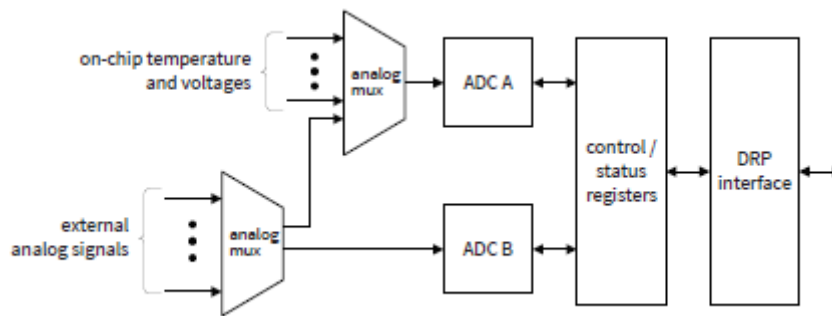 on-chip temperature
and voltages
analog
mux
ADC A
control /
status
registers
DRP
interface
external
analog signals
analog
mux
ADC B